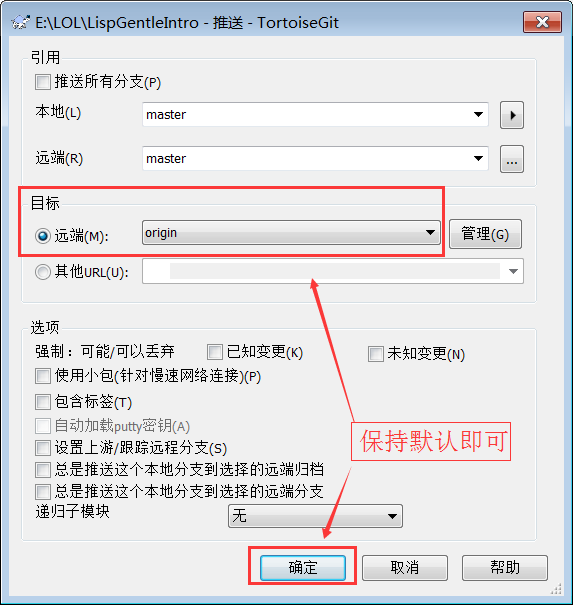 E:\LOL\LispGentleIntro - 推送 - TortoiseGit
引用
推送所有分支(P)
本地(L)
master
远端(R)
master
...
目标
远端(M):
origin
管理(G)
其他URL(U):
选项
强制：可能/可以丢弃
已知变更(K)
未知变更(N)
使用小包(针对慢速网络连接)(P)
包含标签(T)
自动加载putty密钥(A)
设置上游/跟踪远程分支(S)
保持默认即可
总是推送这个本地分支到选择的远端归档
总是推送这个本地分支到选择的远端分支
递归子模块
无
确定
取消
帮助